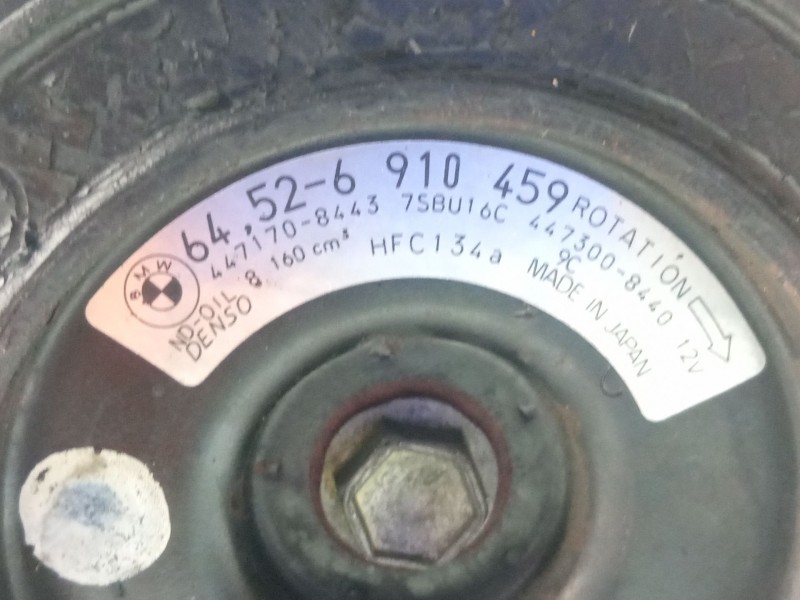 BMW
64.52-6 910 459 ROTATION
447170-8443 7SBU16C 447300-8440 12V
ND-OIL 8 160 cm³ HFC134a 9C
DENSO MADE IN JAPAN